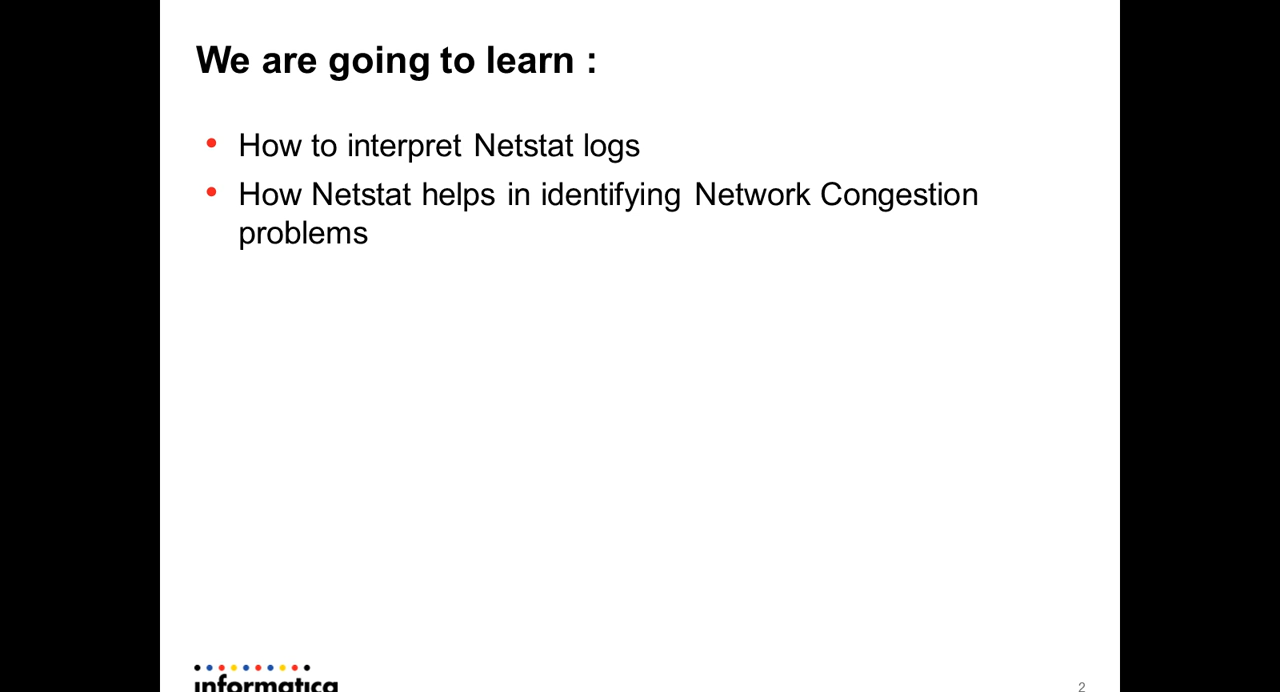 We are going to learn :
• How to interpret Netstat logs
• How Netstat helps in identifying Network Congestion
problems
informatica
2